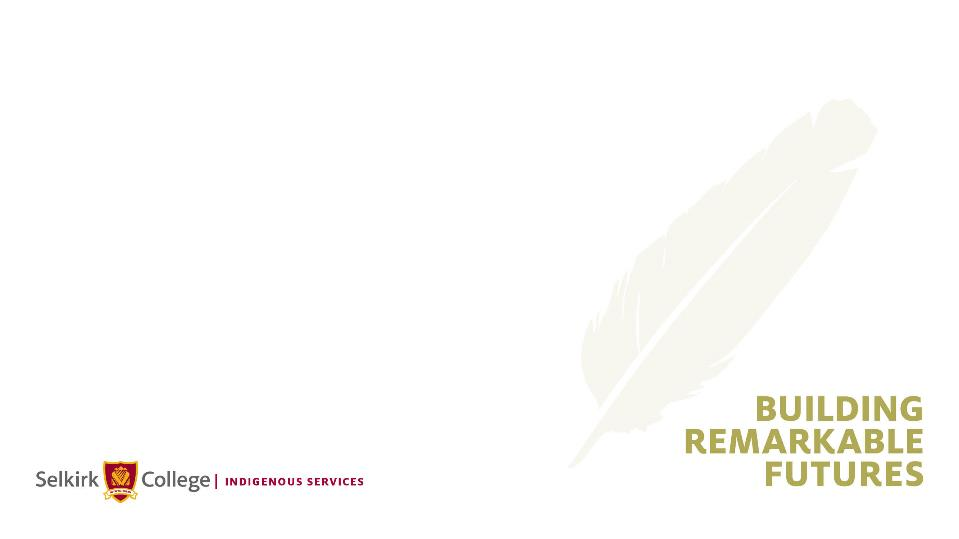 BUILDING
REMARKABLE
FUTURES
Selkirk College | INDIGENOUS SERVICES